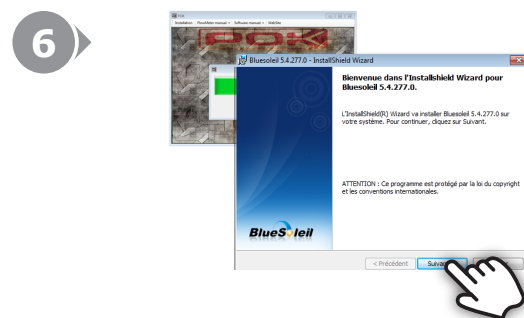 6
POK
Installation FlowMeter manual Software manual WebSite
POK
Bluesoleil 5.4.277.0 - InstallShield Wizard
Bienvenue dans l'Installshield Wizard pour
Bluesoleil 5.4.277.0.
L'InstallShield(R) Wizard va installer Bluesoleil 5.4.277.0 sur
votre système. Pour continuer, cliquez sur Suivant.
ATTENTION : Ce programme est protégé par la loi du copyright
et les conventions internationales.
BlueSoleil
< Précédent